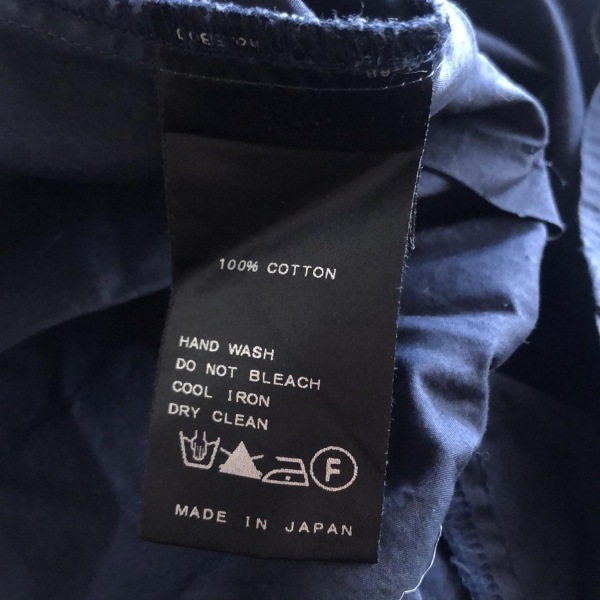 100% COTTON
HAND WASH
DO NOT BLEACH
COOL IRON
DRY CLEAN
F
MADE IN JAPAN